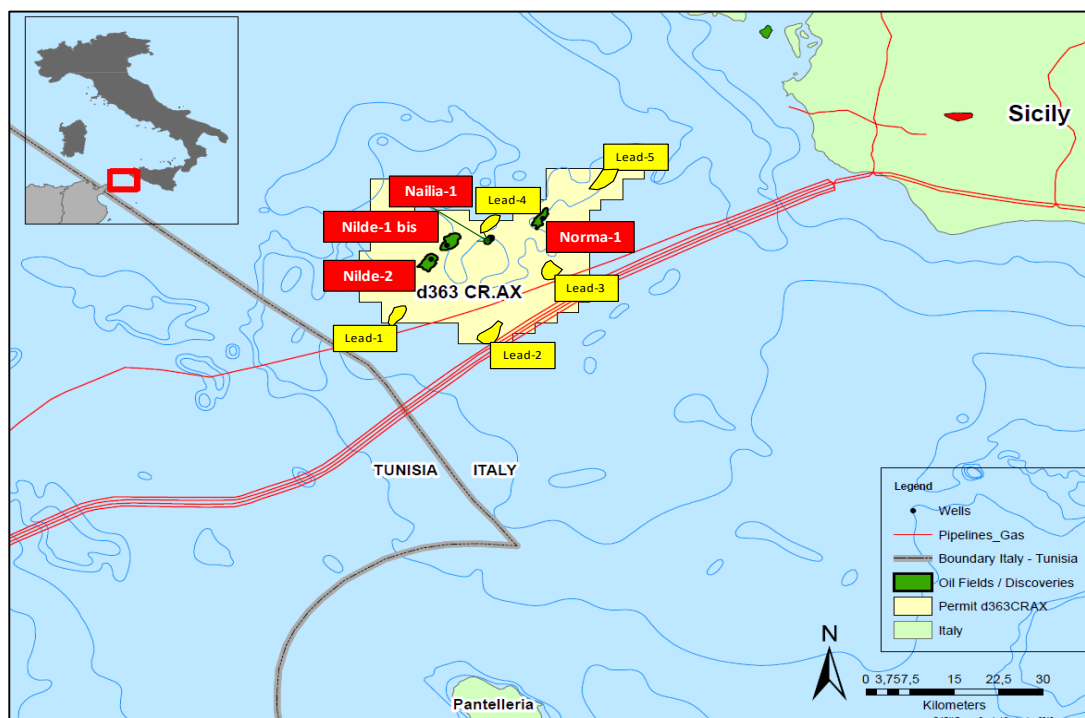 Sicily
Lead-5
Nailia-1
Lead-4
Nilde-1 bis
Norma-1
Nilde-2
d363 CR.AX
Lead-3
Lead-1
Lead-2
TUNISIA
ITALY
Legend
Wells
Pipelines_Gas
Boundary Italy - Tunisia
Oil Fields / Discoveries
Permit d363CRAX
Italy
N
0 3,757,5 15 22,5 30
Kilometers
Pantelleria